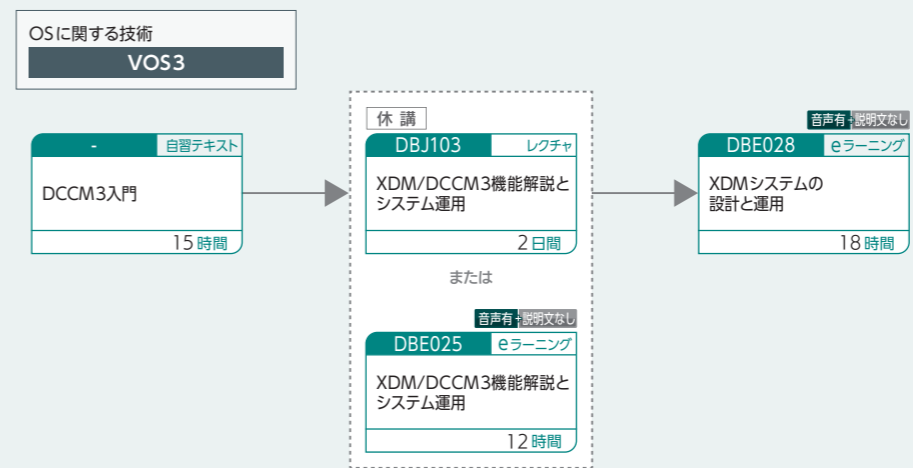 OSに関する技術
VOS3
-
自習テキスト
DCCM3入門
15時間
休 講
DBJ103
レクチャ
XDM/DCCM3機能解説と
システム運用
2日間
または
音声有+説明文なし
DBE025
eラーニング
XDM/DCCM3機能解説と
システム運用
12時間
音声有+説明文なし
DBE028
eラーニング
XDMシステムの
設計と運用
18時間